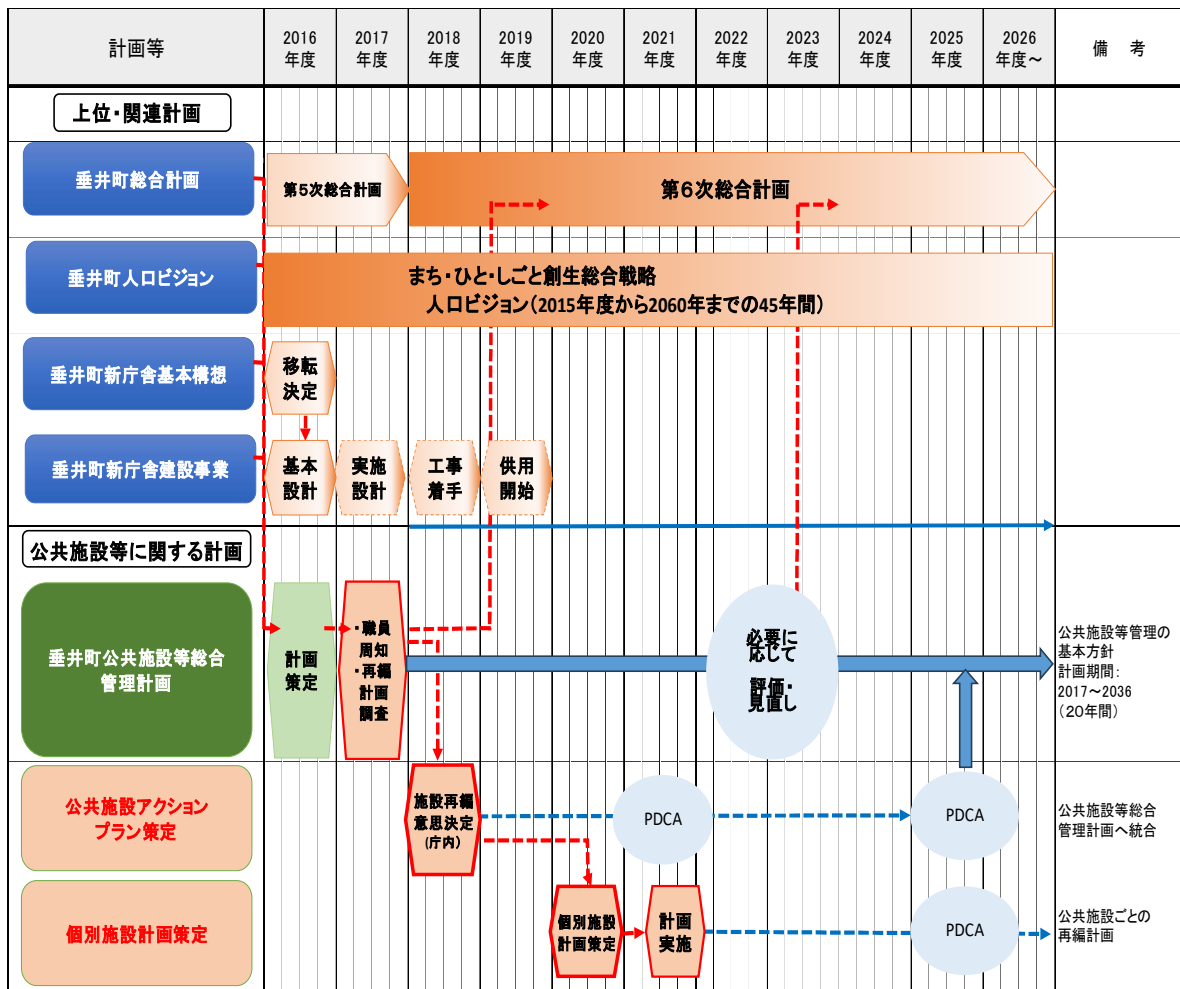 計画等
2016
年度
2017
年度
2018
年度
2019
年度
2020
年度
2021
年度
2022
年度
2023
年度
2024
年度
2025
年度
2026
年度～
備　考
上位・関連計画
垂井町総合計画
第5次総合計画
第6次総合計画
垂井町人口ビジョン
まち・ひと・しごと創生総合戦略
人口ビジョン（2015年度から2060年までの45年間）
垂井町新庁舎基本構想
移転
決定
垂井町新庁舎建設事業
基本
設計
実施
設計
工事
着手
供用
開始
公共施設等に関する計画
垂井町公共施設等総合
管理計画
計画
策定
・職員
周知
・再編
計画
調査
必要に
応じて
評価・
見直し
公共施設等管理の
基本方針
計画期間：
2017～2036
（20年間）
公共施設アクション
プラン策定
施設再編
意思決定
(庁内)
PDCA
PDCA
公共施設等総合
管理計画へ統合
個別施設計画策定
個別施設
計画策定
計画
実施
PDCA
公共施設ごとの
再編計画